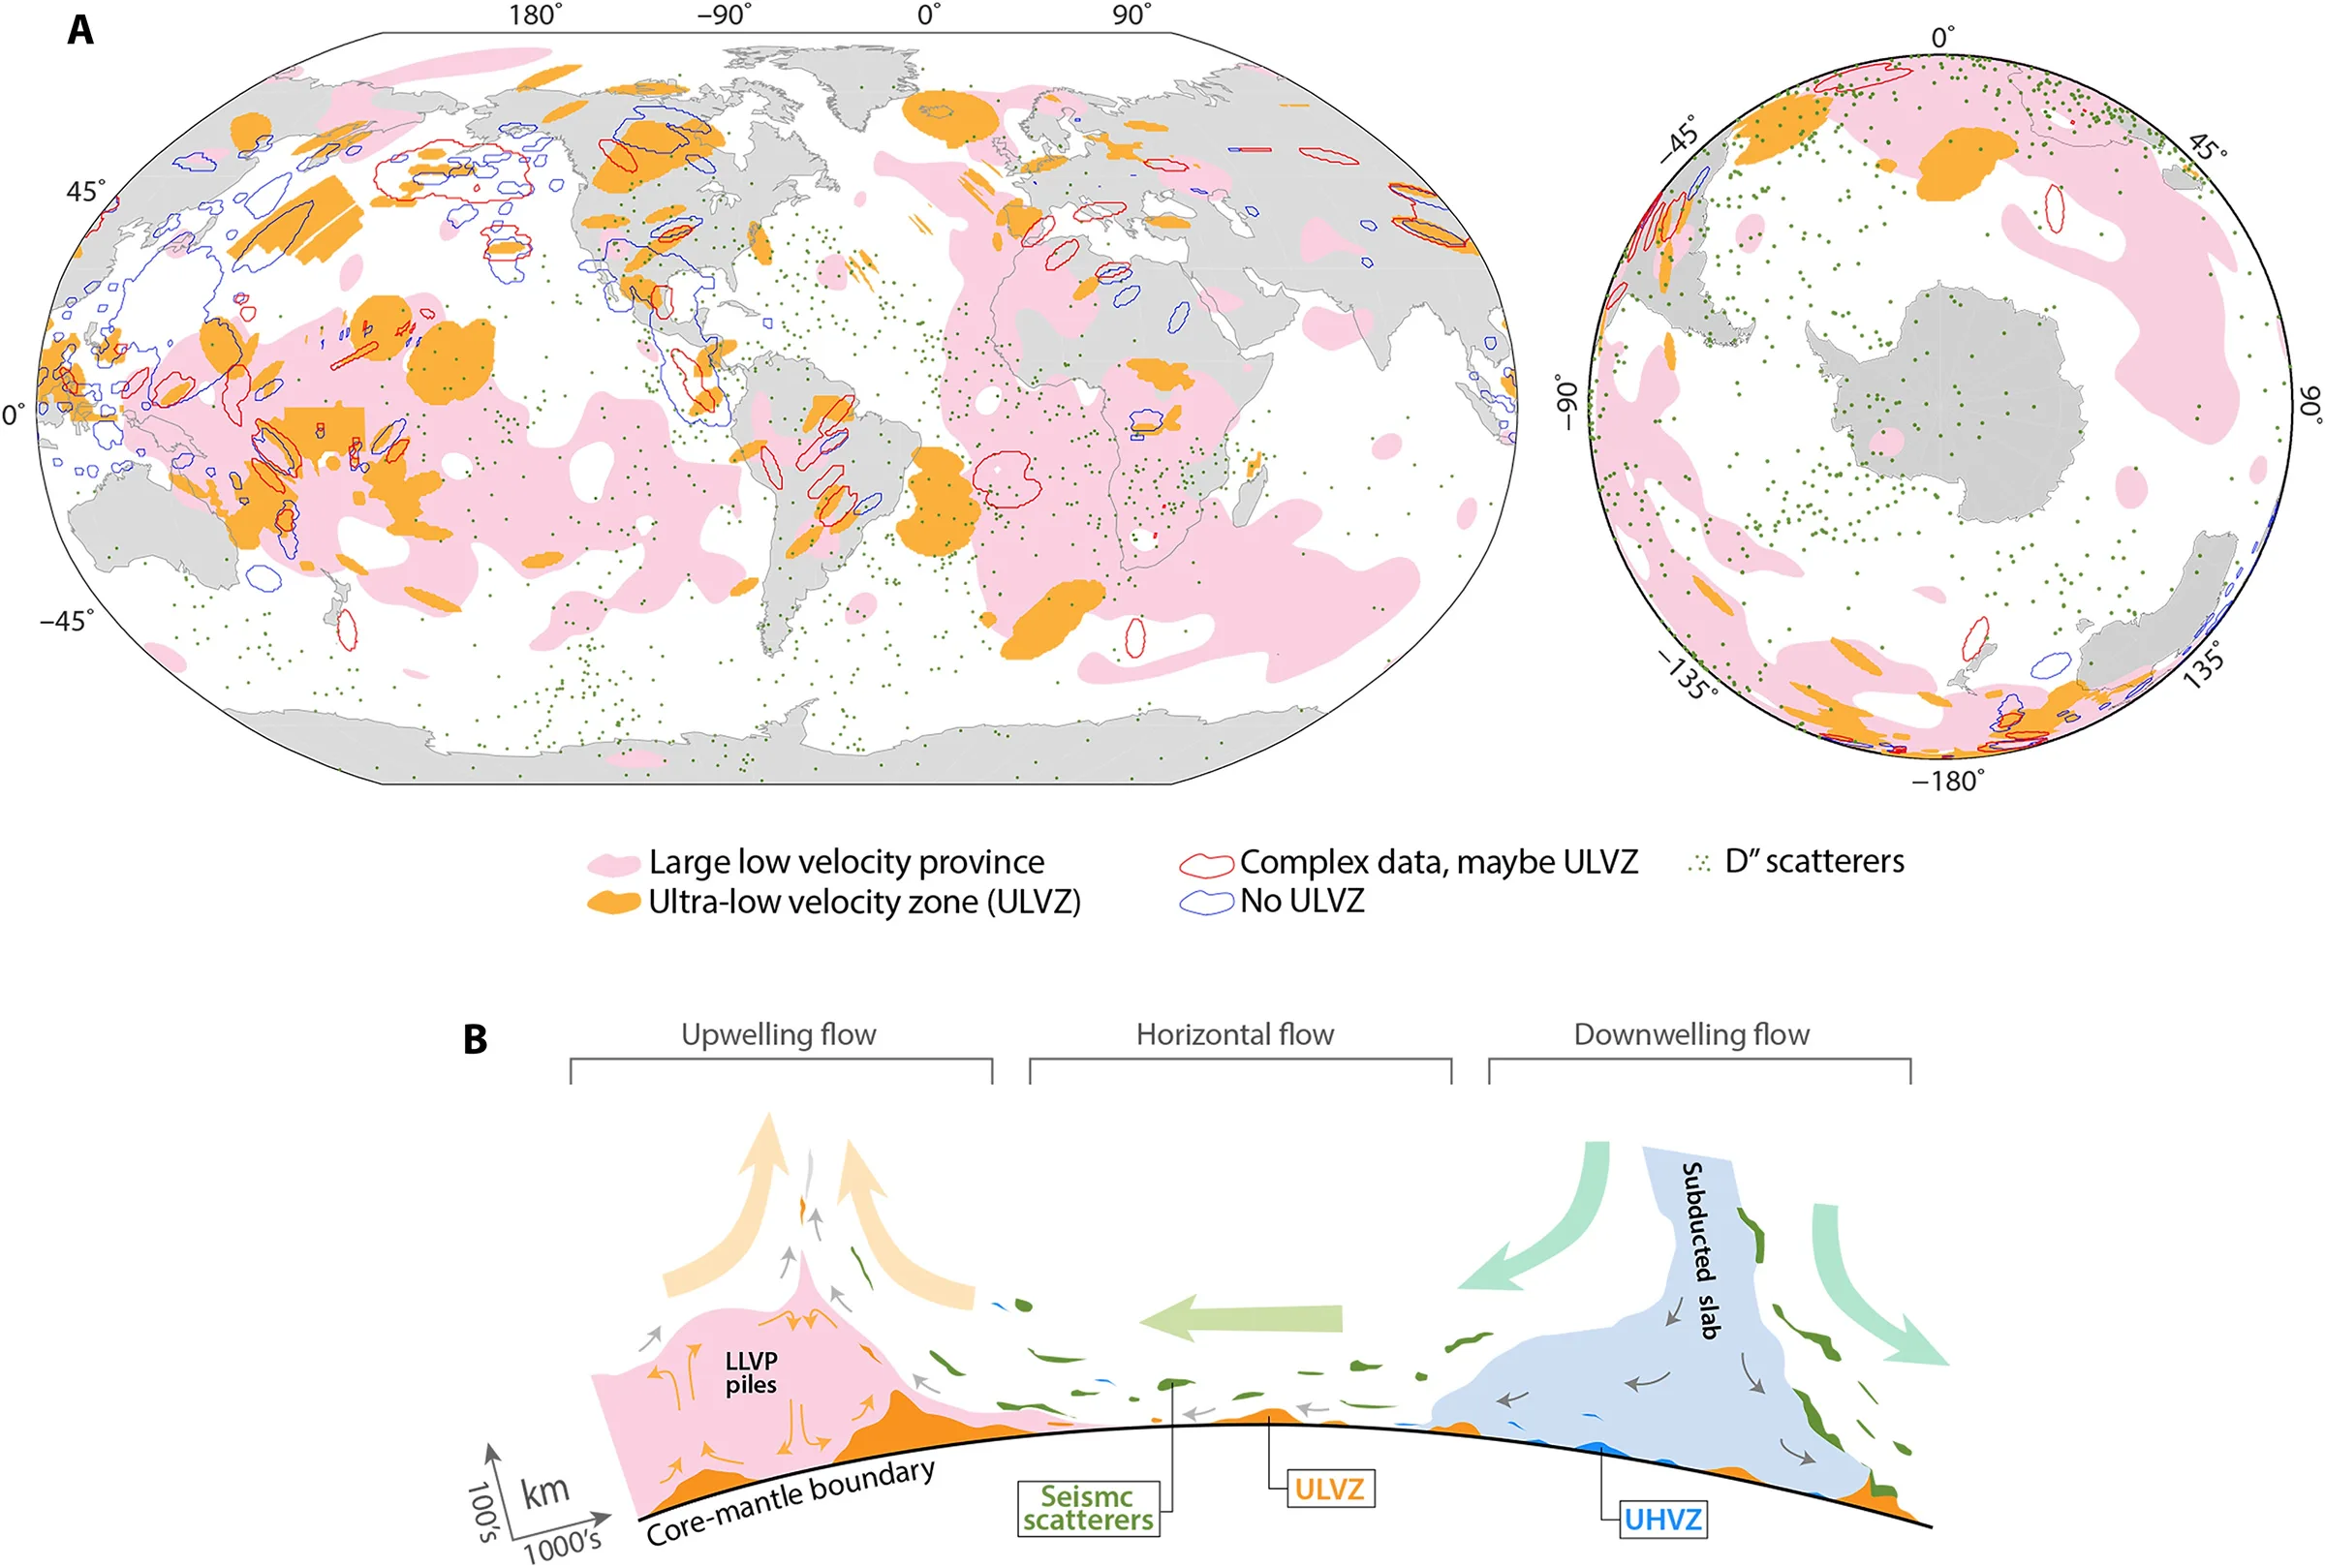 A
180°
−90°
0°
90°
45°
0°
−45°
0°
−45°
45°
−90°
90°
−135°
135°
−180°
Large low velocity province
Ultra-low velocity zone (ULVZ)
Complex data, maybe ULVZ
No ULVZ
D″ scatterers
B
Upwelling flow
Horizontal flow
Downwelling flow
Subducted slab
LLVP
piles
km
100's
1000's
Core-mantle boundary
Seismc
scatterers
ULVZ
UHVZ